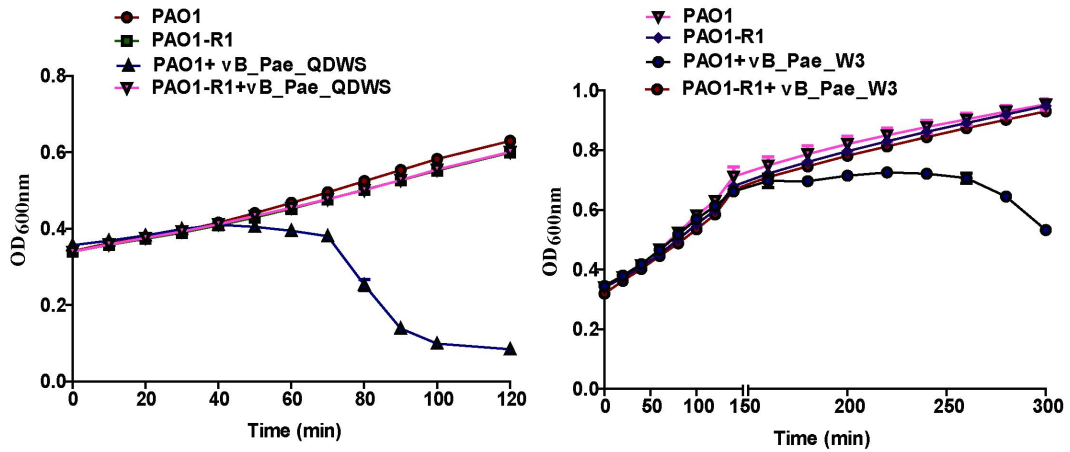 PAO1
PAO1-R1
PAO1+ vB_Pae_QDWS
PAO1-R1+vB_Pae_QDWS
0.8
0.6
0.4
0.2
0.0
OD600nm
0 20 40 60 80 100 120
Time (min)
PAO1
PAO1-R1
PAO1+ vB_Pae_W3
PAO1-R1+ vB_Pae_W3
1.0
0.8
0.6
0.4
0.2
0.0
OD600nm
0 50 100 150 200 250 300
Time (min)